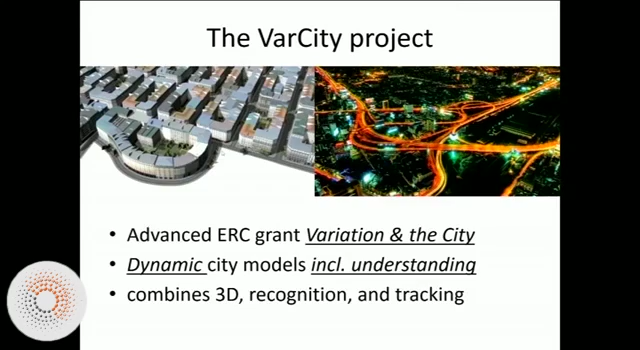 The VarCity project
• Advanced ERC grant Variation & the City
• Dynamic city models incl. understanding
• combines 3D, recognition, and tracking